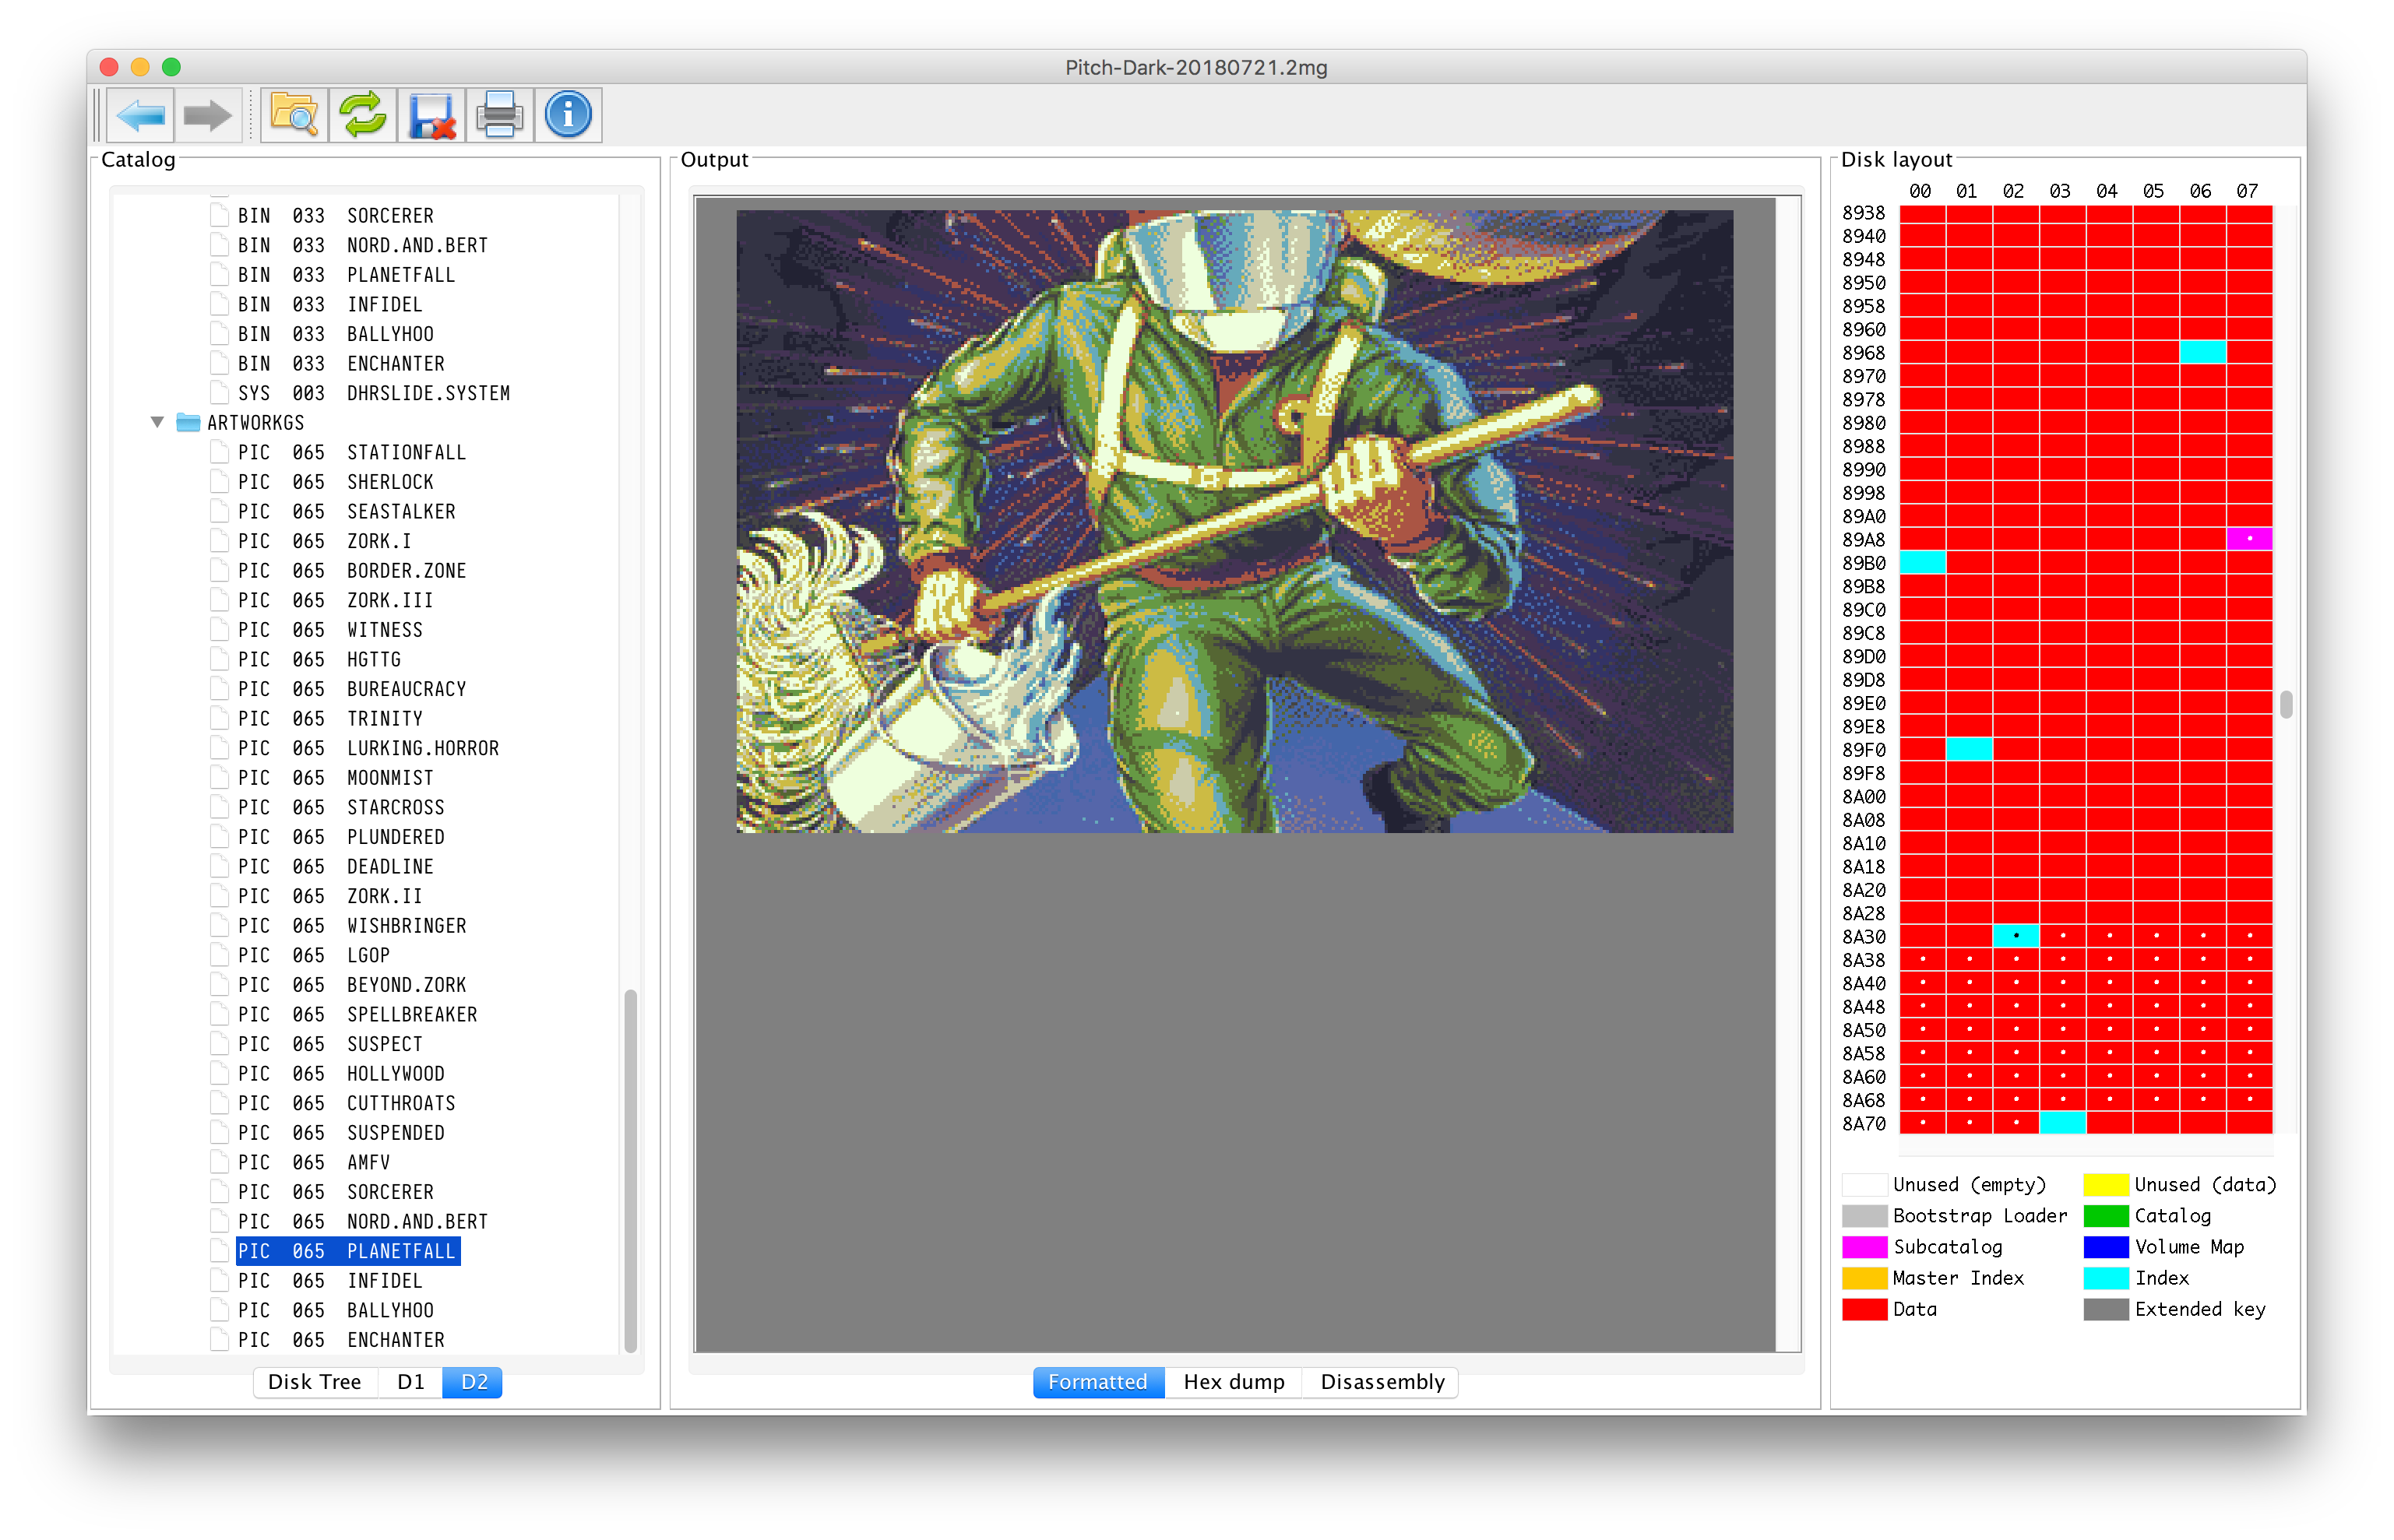 Pitch-Dark-20180721.2mg
Catalog
BIN 033 SORCERER
BIN 033 NORD.AND.BERT
BIN 033 PLANETFALL
BIN 033 INFIDEL
BIN 033 BALLYHOO
BIN 033 ENCHANTER
SYS 003 DHRSLIDE.SYSTEM
ARTWORKGS
PIC 065 STATIONFALL
PIC 065 SHERLOCK
PIC 065 SEASTALKER
PIC 065 ZORK.I
PIC 065 BORDER.ZONE
PIC 065 ZORK.III
PIC 065 WITNESS
PIC 065 HGTTG
PIC 065 BUREAUCRACY
PIC 065 TRINITY
PIC 065 LURKING.HORROR
PIC 065 MOONMIST
PIC 065 STARCROSS
PIC 065 PLUNDERED
PIC 065 DEADLINE
PIC 065 ZORK.II
PIC 065 WISHBRINGER
PIC 065 LGOP
PIC 065 BEYOND.ZORK
PIC 065 SPELLBREAKER
PIC 065 SUSPECT
PIC 065 HOLLYWOOD
PIC 065 CUTTHROATS
PIC 065 SUSPENDED
PIC 065 AMFV
PIC 065 SORCERER
PIC 065 NORD.AND.BERT
PIC 065 PLANETFALL
PIC 065 INFIDEL
PIC 065 BALLYHOO
PIC 065 ENCHANTER
Disk Tree D1 D2
Output
Formatted Hex dump Disassembly
Disk layout
00 01 02 03 04 05 06 07
8938
8940
8948
8950
8958
8960
8968
8970
8978
8980
8988
8990
8998
89A0
89A8
89B0
89B8
89C0
89C8
89D0
89D8
89E0
89E8
89F0
89F8
8A00
8A08
8A10
8A18
8A20
8A28
8A30
8A38
8A40
8A48
8A50
8A58
8A60
8A68
8A70
Unused (empty) Unused (data)
Bootstrap Loader Catalog
Subcatalog Volume Map
Master Index Index
Data Extended key